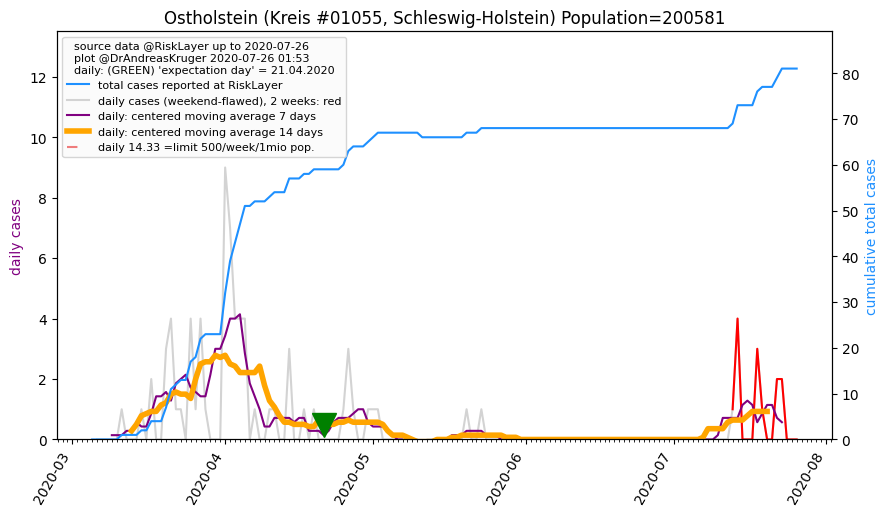 Ostholstein (Kreis #01055, Schleswig-Holstein) Population=200581
source data @RiskLayer up to 2020-07-26
plot @DrAndreasKruger 2020-07-26 01:53
daily: (GREEN) 'expectation day' = 21.04.2020
total cases reported at RiskLayer
daily cases (weekend-flawed), 2 weeks: red
daily: centered moving average 7 days
daily: centered moving average 14 days
daily 14.33 =limit 500/week/1mio pop.
daily cases
12
10
8
6
4
2
0
cumulative total cases
80
70
60
50
40
30
20
10
0
2020-03
2020-04
2020-05
2020-06
2020-07
2020-08